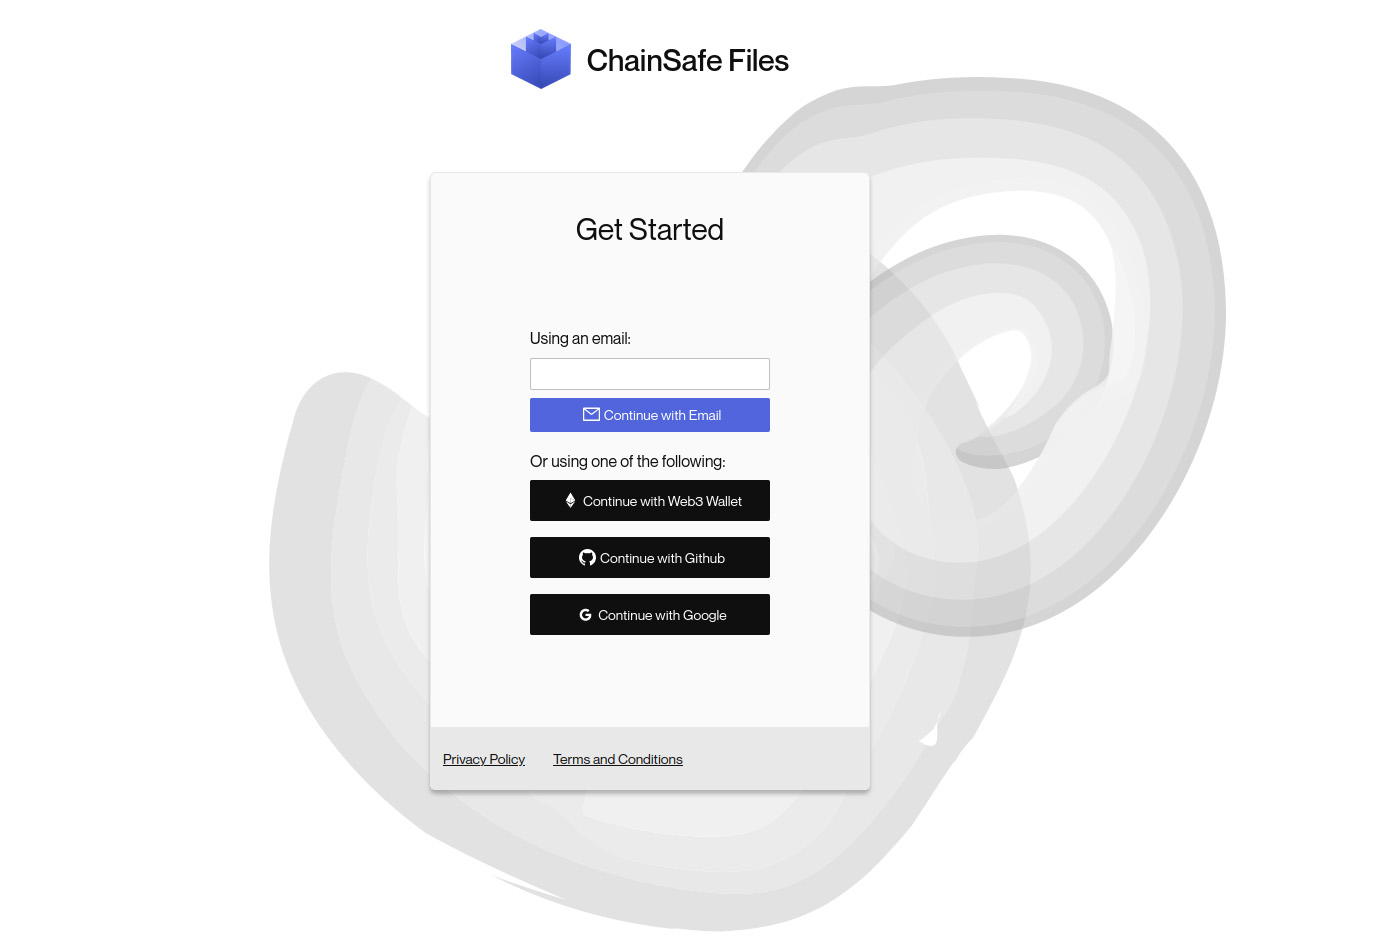 ChainSafe Files
Get Started
Using an email:
Continue with Email
Or using one of the following:
Continue with Web3 Wallet
Continue with Github
Continue with Google
Privacy Policy Terms and Conditions